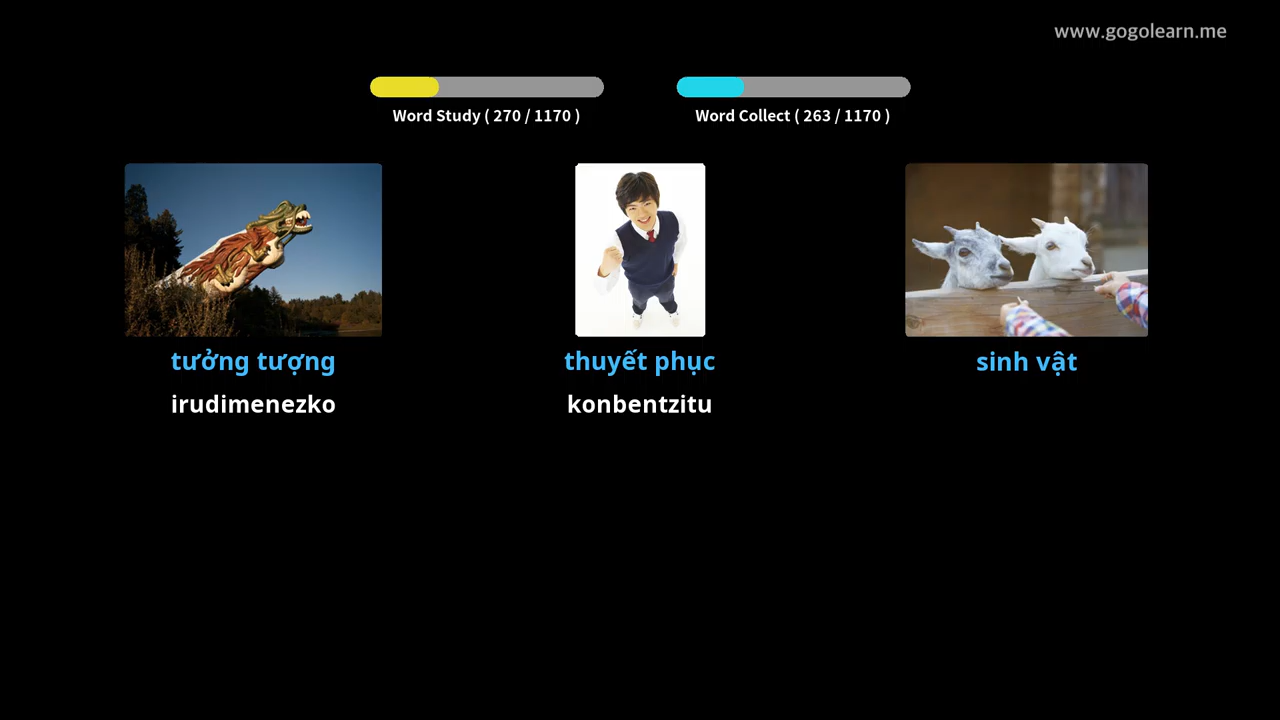 www.gogolearn.me
Word Study ( 270 / 1170 )
Word Collect ( 263 / 1170 )
tưởng tượng
thuyết phục
sinh vật
irudimenezko
konbentzitu